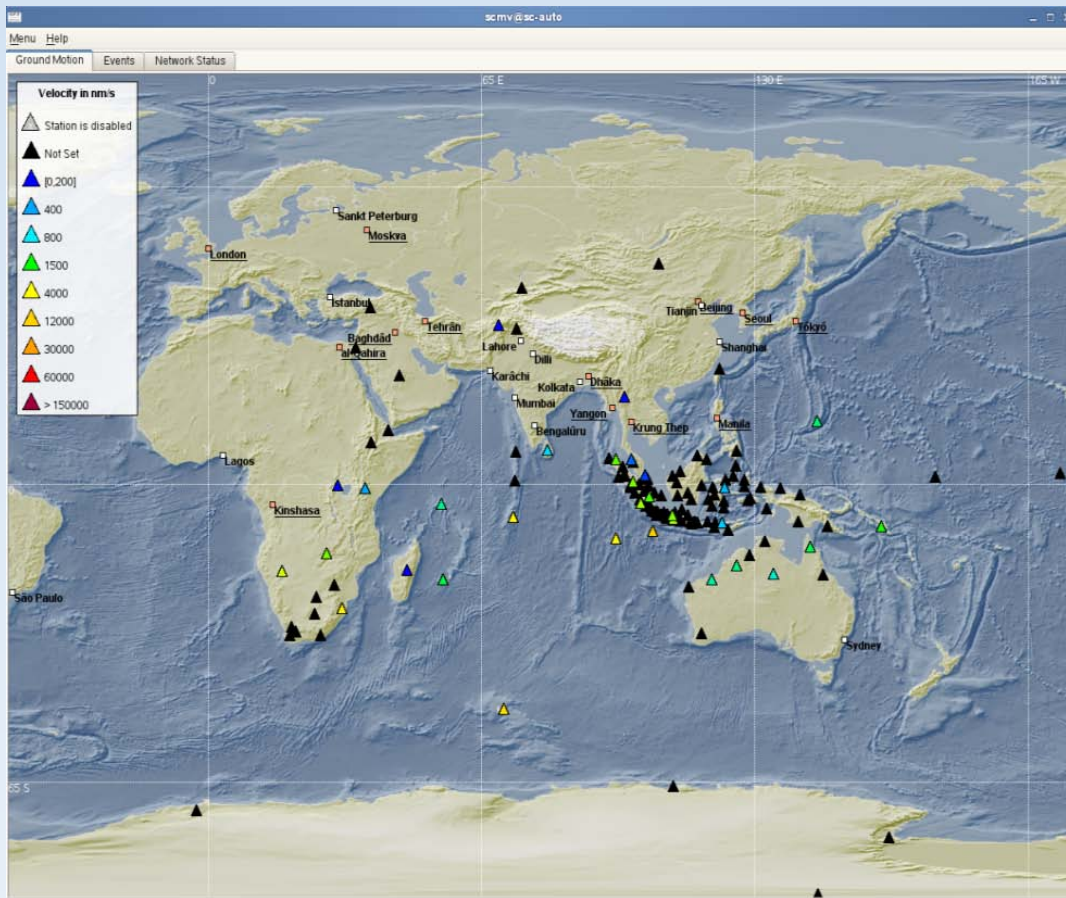 scmv@sc-auto
Menu Help
Ground Motion Events Network Status
0 65 E 130 E 165 W
Velocity in nm/s
Station is disabled
Not Set
[0,200]
400
800
1500
4000
12000
30000
60000
> 150000
Sankt Peterburg
Moskva
London
Istanbul
Tianjin Beijing
Tehrān Seoul Tōkyō
Baghdād
al-Qahira
Lahore
Shanghai
Dilli
Karāchi
Kolkata Dhāka
Mumbai
Yangon
Krung Thep
Manila
Bengalūru
Lagos
Kinshasa
São Paulo
Sydney
65 S